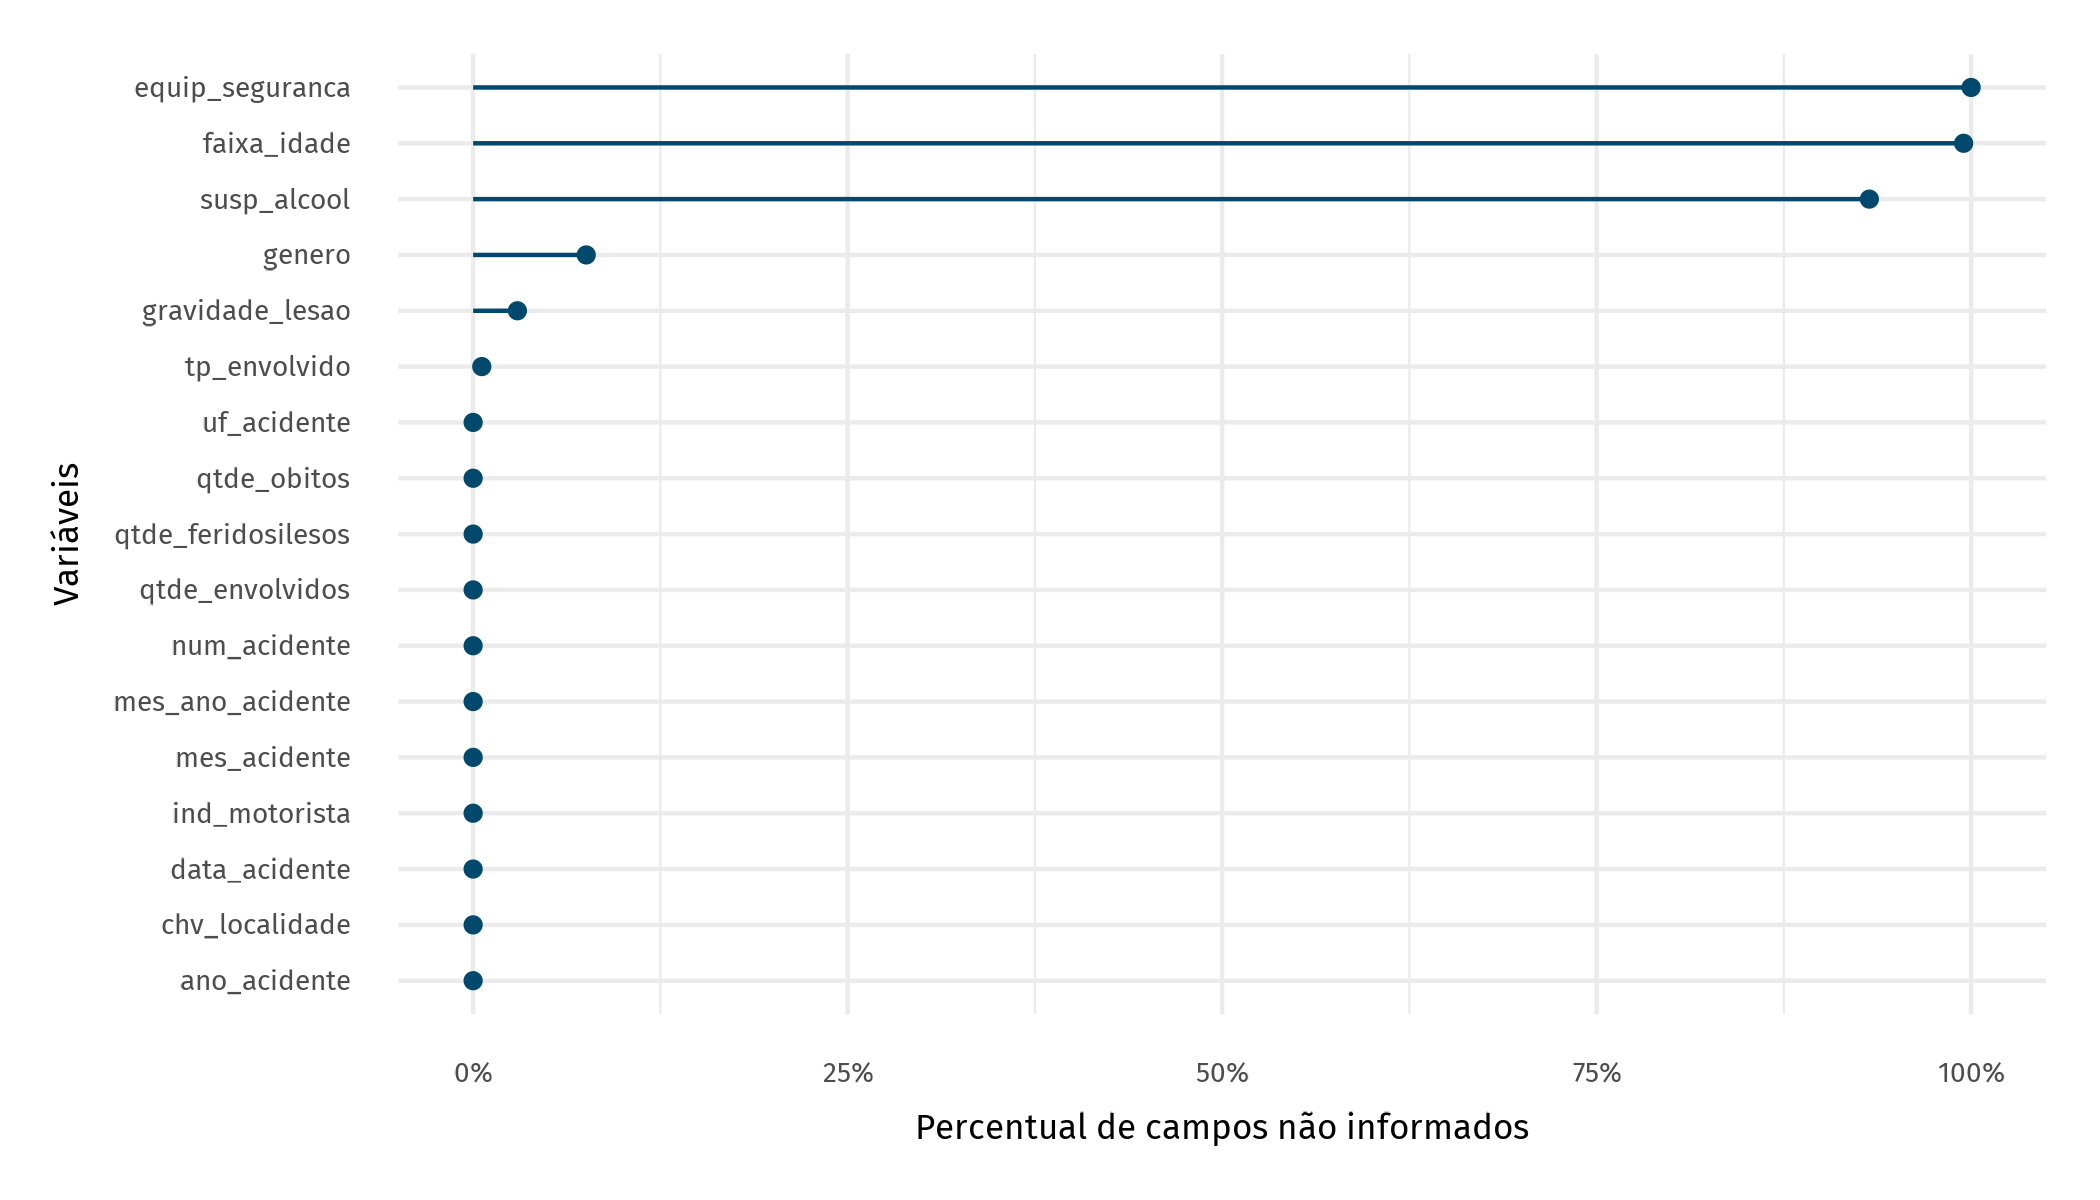 equip_seguranca
faixa_idade
susp_alcool
genero
gravidade_lesao
tp_envolvido
uf_acidente
qtde_obitos
qtde_feridosilesos
qtde_envolvidos
num_acidente
mes_ano_acidente
mes_acidente
ind_motorista
data_acidente
chv_localidade
ano_acidente
Variáveis
0% 25% 50% 75% 100%
Percentual de campos não informados